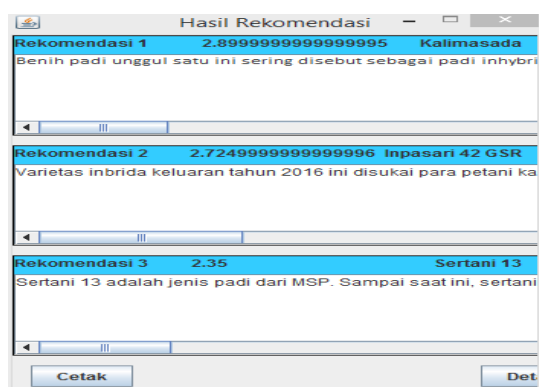 Hasil Rekomendasi
Rekomendasi 1 2.89999999999999995 Kalimasada
Benih padi unggul satu ini sering disebut sebagai padi inhybri
Rekomendasi 2 2.7249999999999996 Inpasari 42 GSR
Varietas inbrida keluaran tahun 2016 ini disukai para petani ka
Rekomendasi 3 2.35 Sertani 13
Sertani 13 adalah jenis padi dari MSP. Sampai saat ini, sertani
Cetak Det